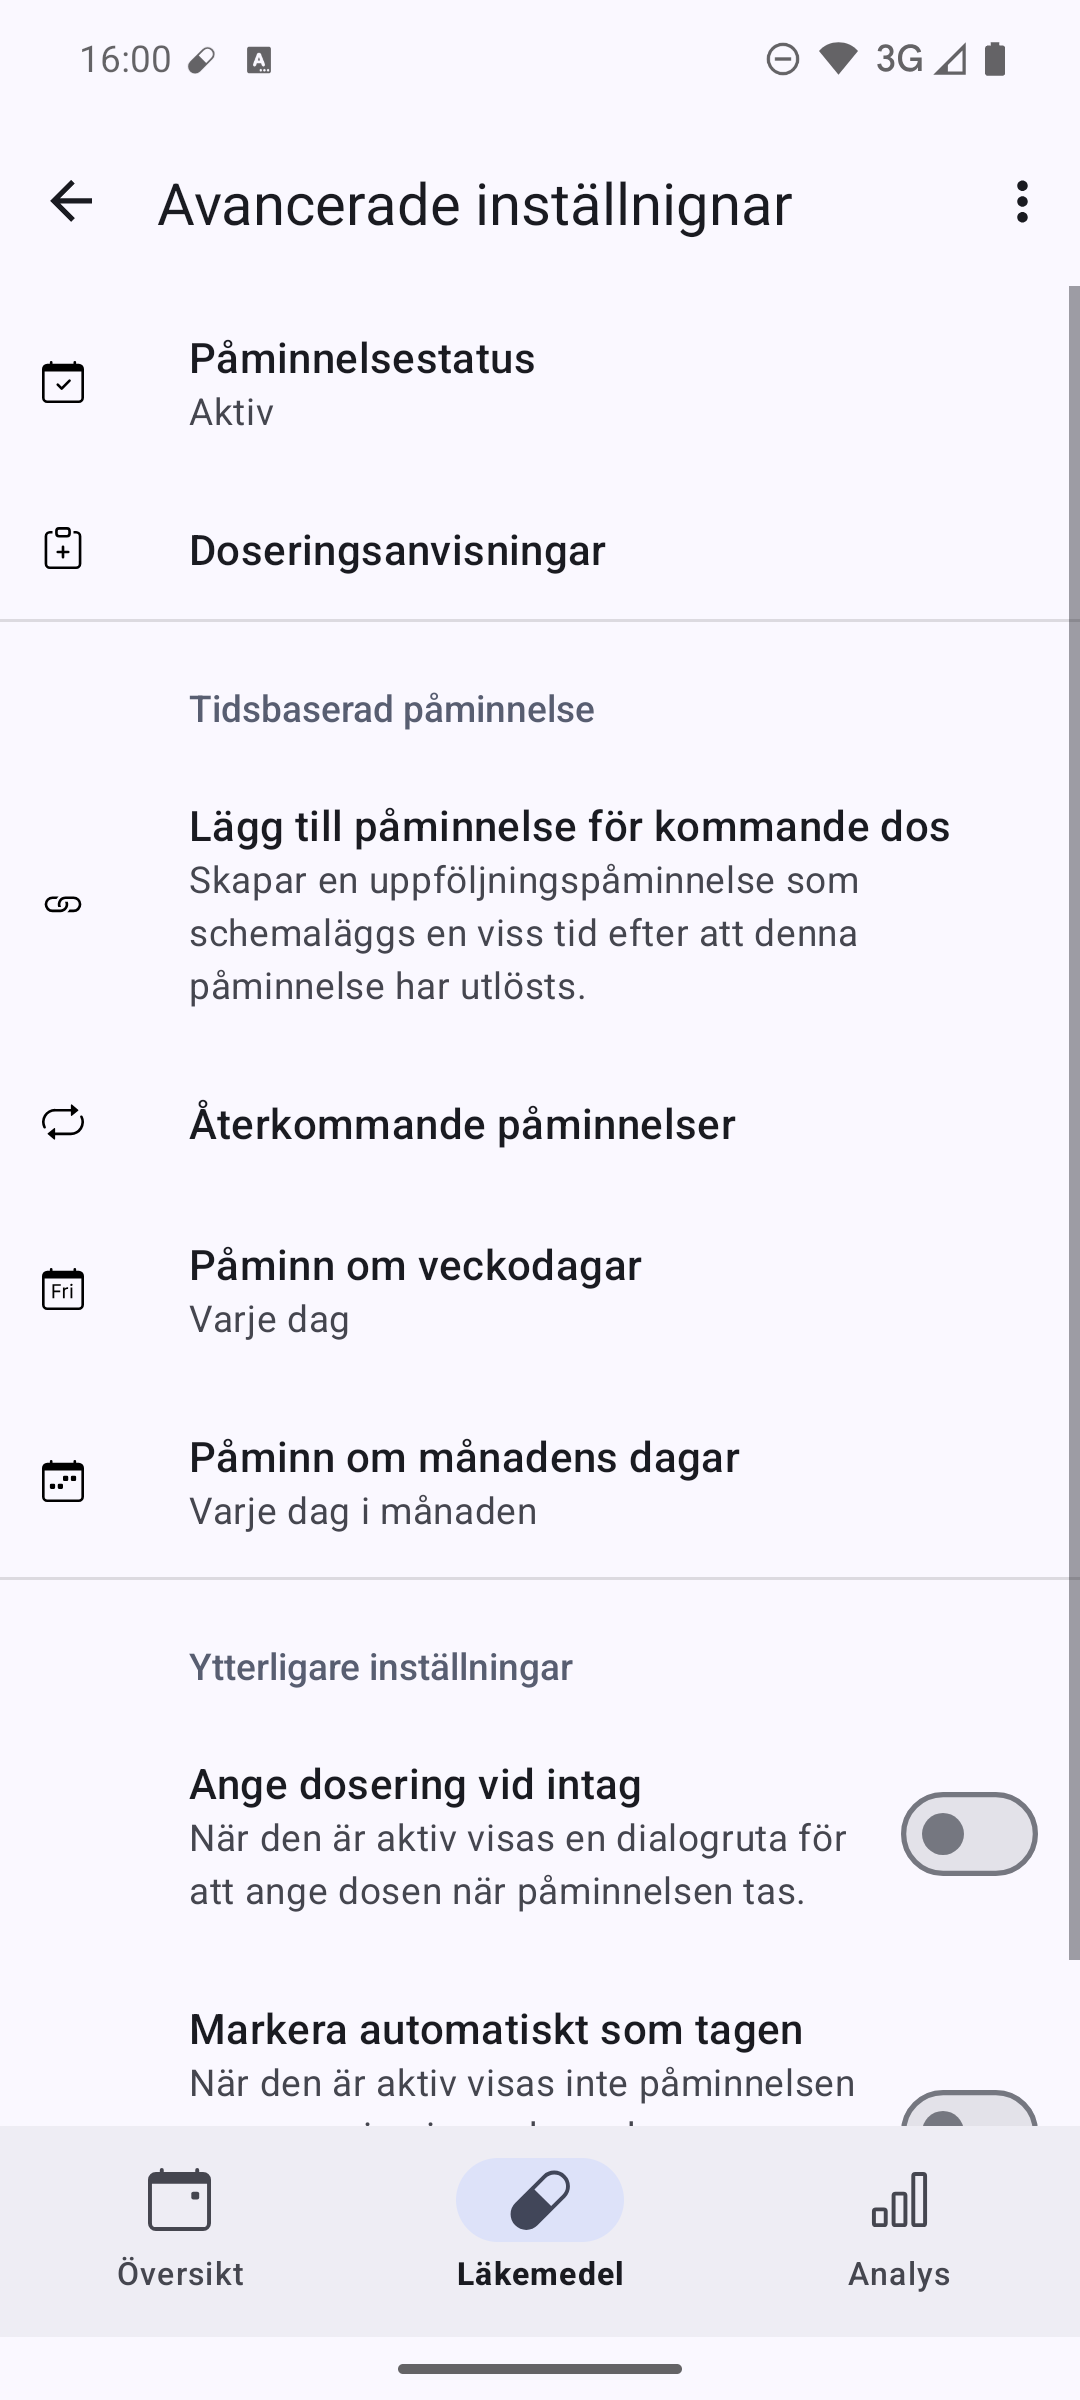 16:00
3G
Avancerade inställnignar
Påminnelsestatus
Aktiv
Doseringsanvisningar
Tidsbaserad påminnelse
Lägg till påminnelse för kommande dos
Skapar en uppföljningspåminnelse som
schemaläggs en viss tid efter att denna
påminnelse har utlösts.
Återkommande påminnelser
Fri
Påminn om veckodagar
Varje dag
Påminn om månadens dagar
Varje dag i månaden
Ytterligare inställningar
Ange dosering vid intag
När den är aktiv visas en dialogruta för
att ange dosen när påminnelsen tas.
Markera automatiskt som tagen
När den är aktiv visas inte påminnelsen
Översikt
Läkemedel
Analys